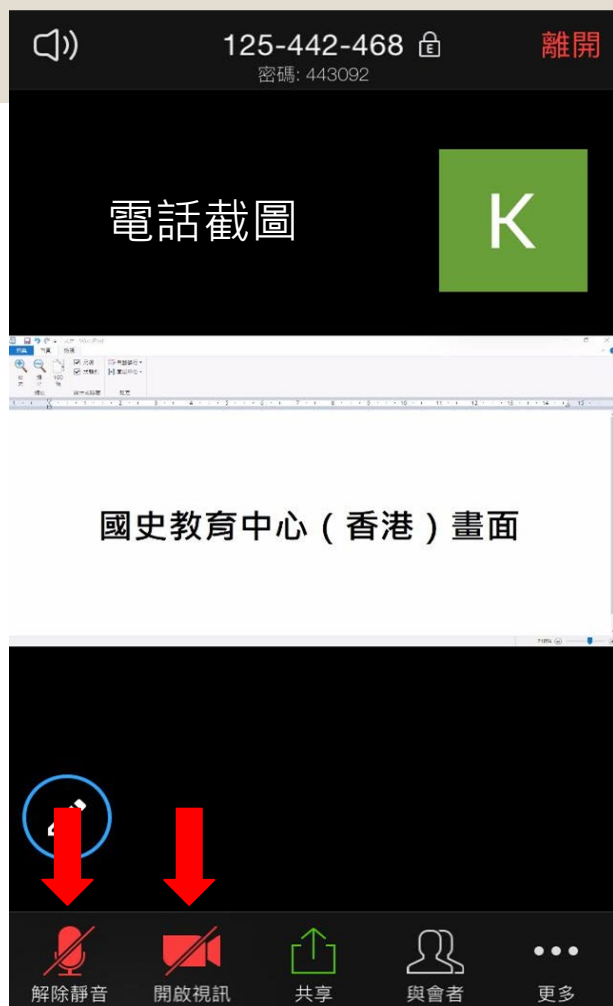 125-442-468
離開
密碼: 443092
電話截圖
K
國史教育中心（香港）畫面
解除靜音
開啟視訊
共享
與會者
更多